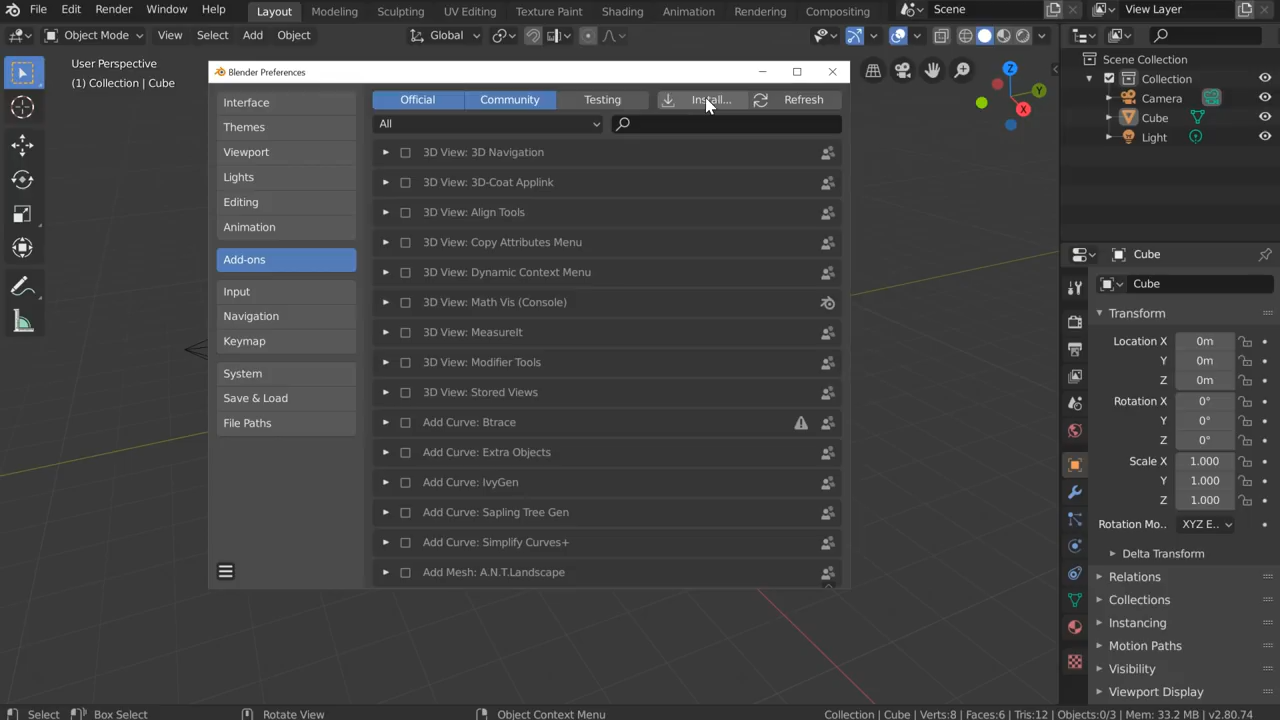 File Edit Render Window Help Layout Modeling Sculpting UV Editing Texture Paint Shading Animation Rendering Compositing Scene View Layer
Object Mode View Select Add Object Global
User Perspective
(1) Collection | Cube
Blender Preferences
Interface
Themes
Viewport
Lights
Editing
Animation
Add-ons
Input
Navigation
Keymap
System
Save & Load
File Paths
Official Community Testing Install... Refresh
All
3D View: 3D Navigation
3D View: 3D-Coat Applink
3D View: Align Tools
3D View: Copy Attributes Menu
3D View: Dynamic Context Menu
3D View: Math Vis (Console)
3D View: MeasureIt
3D View: Modifier Tools
3D View: Stored Views
Add Curve: Btrace
Add Curve: Extra Objects
Add Curve: IvyGen
Add Curve: Sapling Tree Gen
Add Curve: Simplify Curves+
Add Mesh: A.N.T.Landscape
Z
Y
X
Scene Collection
Collection
Camera
Cube
Light
Cube
Cube
Transform
Location X 0m
Y 0m
Z 0m
Rotation X 0°
Y 0°
Z 0°
Scale X 1.000
Y 1.000
Z 1.000
Rotation Mo.. XYZ E..
Delta Transform
Relations
Collections
Instancing
Motion Paths
Visibility
Viewport Display
Select Box Select Rotate View Object Context Menu Collection | Cube | Verts:8 | Faces:6 | Tris:12 | Objects:0/3 | Mem: 33.2 MB | v2.80.74